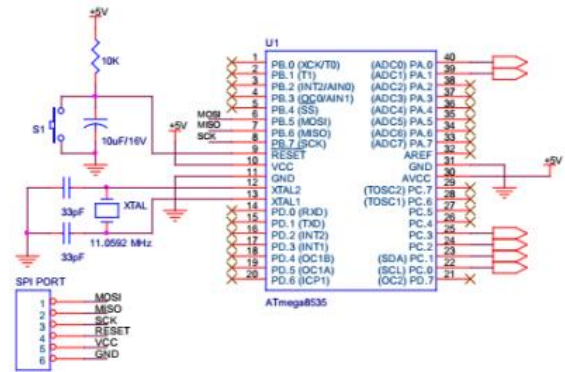 +5V
10K
S1
10uF/16V
+5V
MOSI
MISO
SCK
33pF
XTAL
11.0592 MHz
33pF
U1
1 PB.0 (XCK/T0) (ADC0) PA.0 40
2 PB.1 (T1) (ADC1) PA.1 39
3 PB.2 (INT2/AIN0) (ADC2) PA.2 38
4 PB.3 (OC0/AIN1) (ADC3) PA.3 37
5 PB.4 (SS) (ADC4) PA.4 36
6 PB.5 (MOSI) (ADC5) PA.5 35
7 PB.6 (MISO) (ADC6) PA.6 34
8 PB.7 (SCK) (ADC7) PA.7 33
9 RESET AREF 32
10 VCC GND 31
11 GND AVCC 30
12 XTAL2 (TOSC2) PC.7 29
13 XTAL1 (TOSC1) PC.6 28
14 PD.0 (RXD) PC.5 27
15 PD.1 (TXD) PC.4 26
16 PD.2 (INT2) PC.3 25
17 PD.3 (INT1) PC.2 24
18 PD.4 (OC1B) (SDA) PC.1 23
19 PD.5 (OC1A) (SCL) PC.0 22
20 PD.6 (ICP1) (OC2) PD.7 21
ATmega8535
+5V
SPI PORT
1 MOSI
2 MISO
3 SCK
4 RESET
5 VCC
6 GND